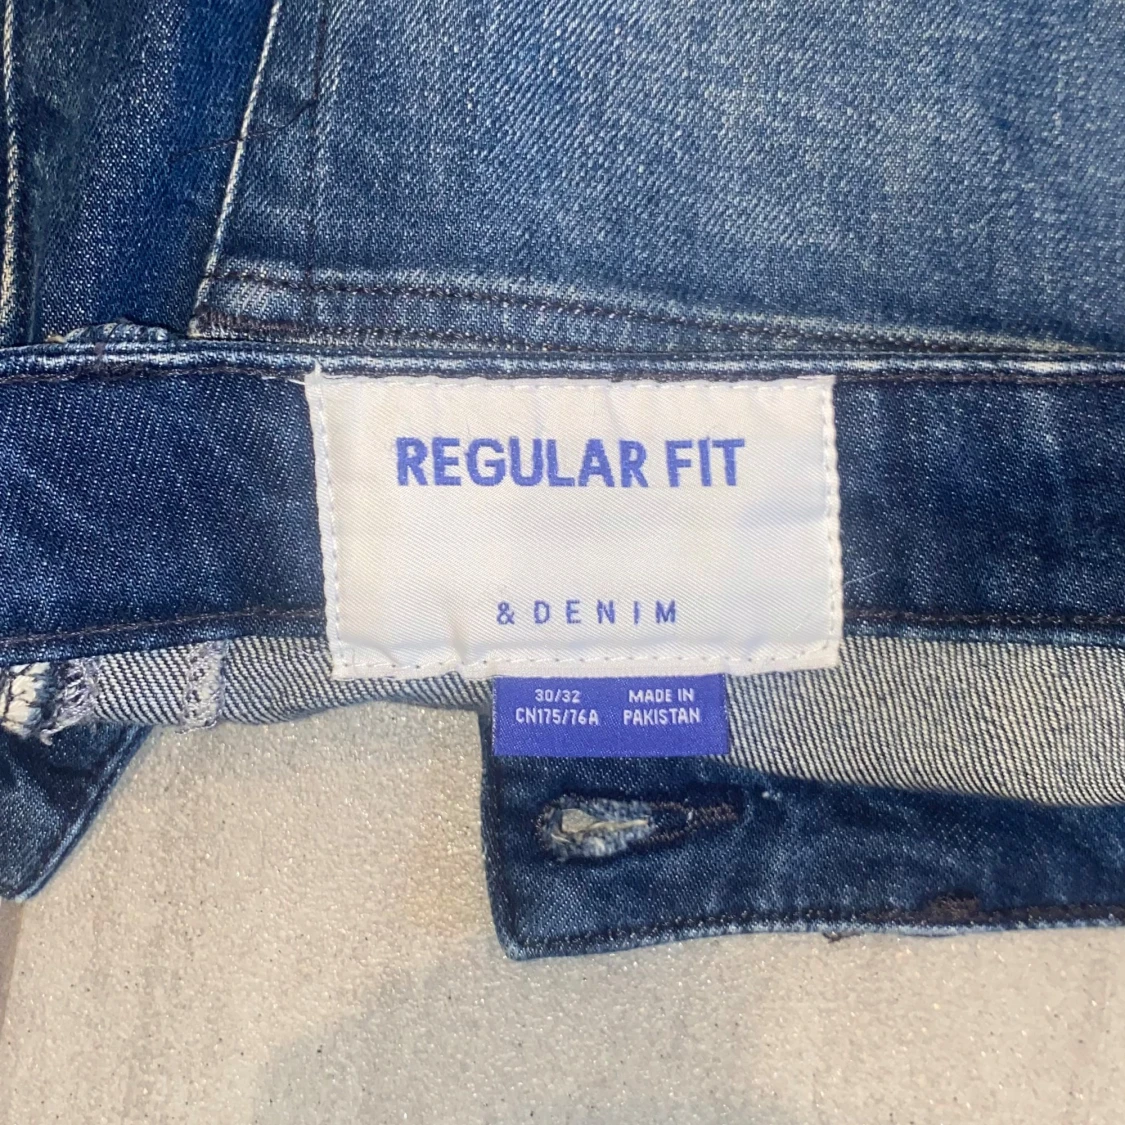 REGULAR FIT
& DENIM
30/32
CN175/76A
MADE IN
PAKISTAN